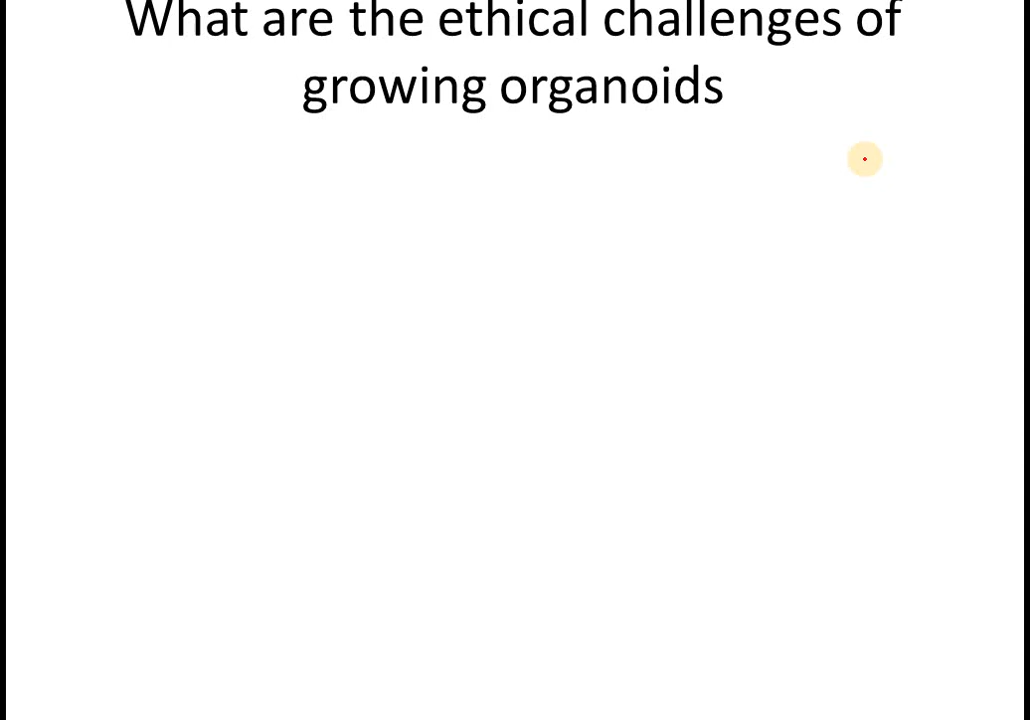 What are the ethical challenges of
growing organoids